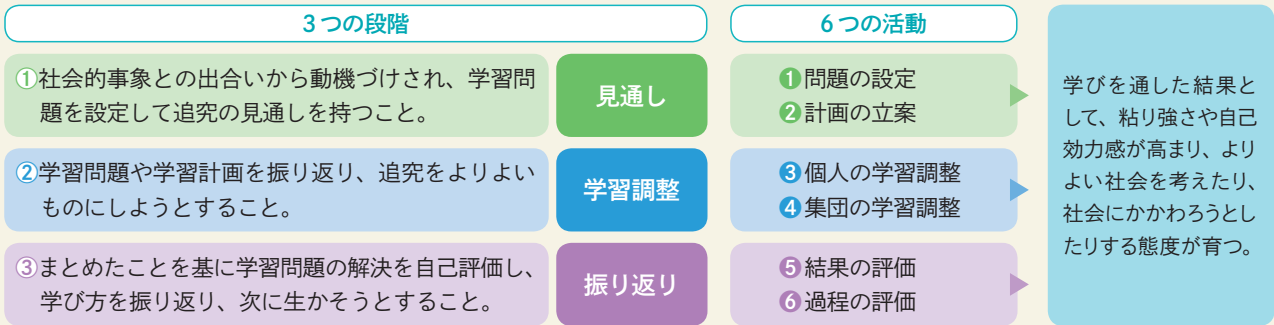 3つの段階
6つの活動
①社会的事象との出合いから動機づけされ、学習問
題を設定して追究の見通しを持つこと。
見通し
❶問題の設定
❷計画の立案
②学習問題や学習計画を振り返り、追究をよりよい
ものにしようとすること。
学習調整
❸個人の学習調整
❹集団の学習調整
③まとめたことを基に学習問題の解決を自己評価し、
学び方を振り返り、次に生かそうとすること。
振り返り
❺結果の評価
❻過程の評価
学びを通した結果と
して、粘り強さや自己
効力感が高まり、より
よい社会を考えたり、
社会にかかわろうとし
たりする態度が育つ。